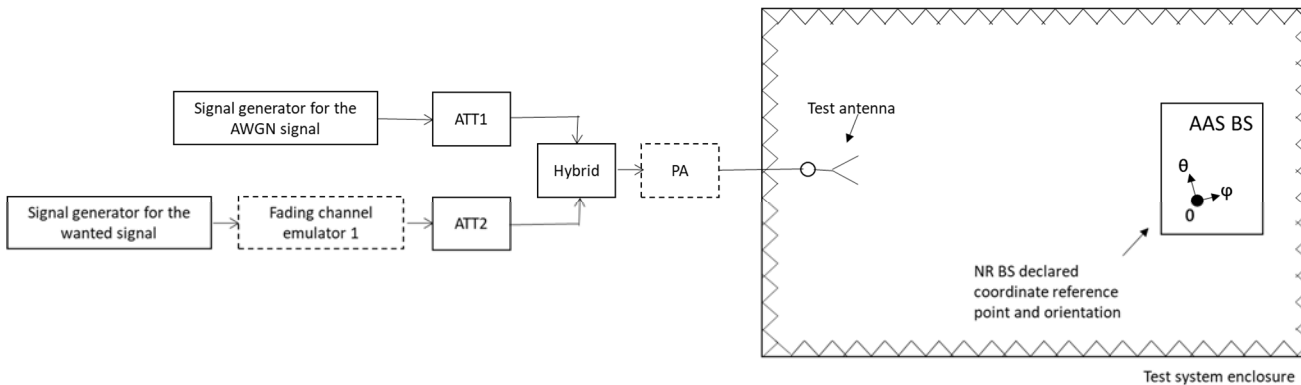 Signal generator for the
AWGN signal
ATT1
Hybrid
PA
Signal generator for the
wanted signal
Fading channel
emulator 1
ATT2
Test antenna
AAS BS
θ
φ
0
NR BS declared
coordinate reference
point and orientation
Test system enclosure